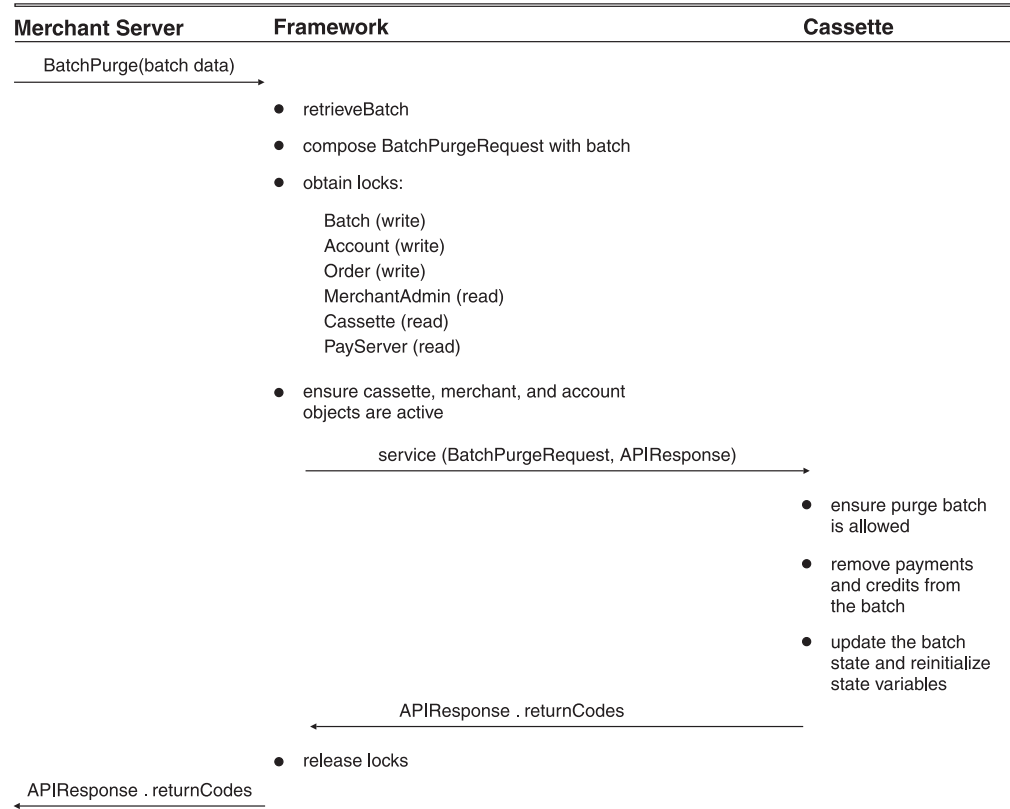 Merchant Server Framework Cassette
BatchPurge(batch data)
retrieveBatch
compose BatchPurgeRequest with batch
obtain locks:
Batch (write)
Account (write)
Order (write)
MerchantAdmin (read)
Cassette (read)
PayServer (read)
ensure cassette, merchant, and account
objects are active
service (BatchPurgeRequest, APIResponse)
ensure purge batch
is allowed
remove payments
and credits from
the batch
update the batch
state and reinitialize
state variables
APIResponse . returnCodes
release locks
APIResponse . returnCodes